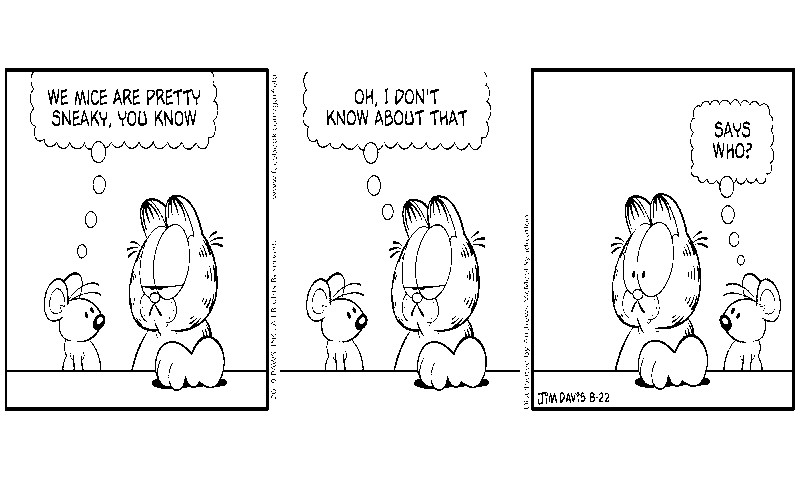 WE MICE ARE PRETTY
SNEAKY, YOU KNOW
OH, I DON'T
KNOW ABOUT THAT
SAYS
WHO?
JIM DAVIS 8-22